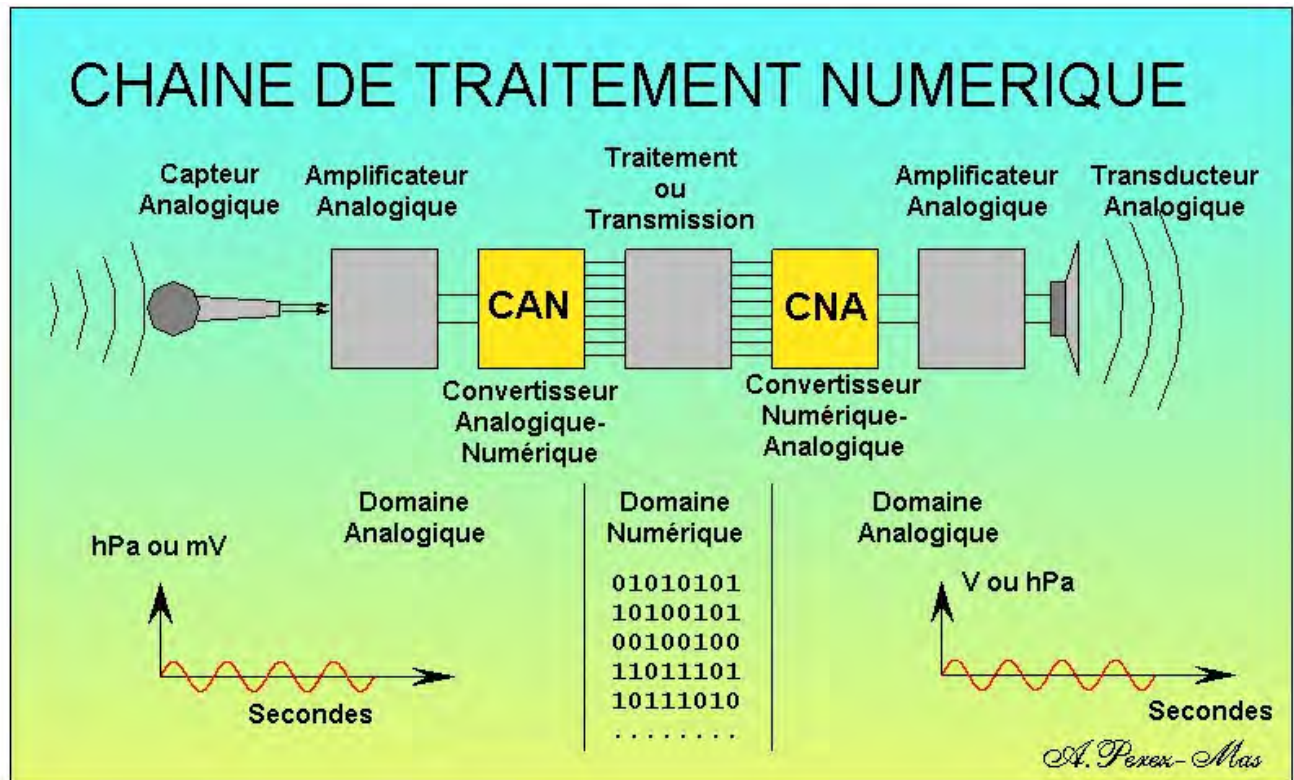 CHAINE DE TRAITEMENT NUMERIQUE
Capteur
Analogique
Amplificateur
Analogique
Traitement
ou
Transmission
Amplificateur
Analogique
Transducteur
Analogique
CAN
CNA
Convertisseur
Analogique-
Numérique
Convertisseur
Numérique-
Analogique
Domaine
Analogique
Domaine
Numérique
Domaine
Analogique
hPa ou mV
Secondes
01010101
10100101
00100100
11011101
10111010
. . . . . . . .
V ou hPa
Secondes
A. Perez-Mas